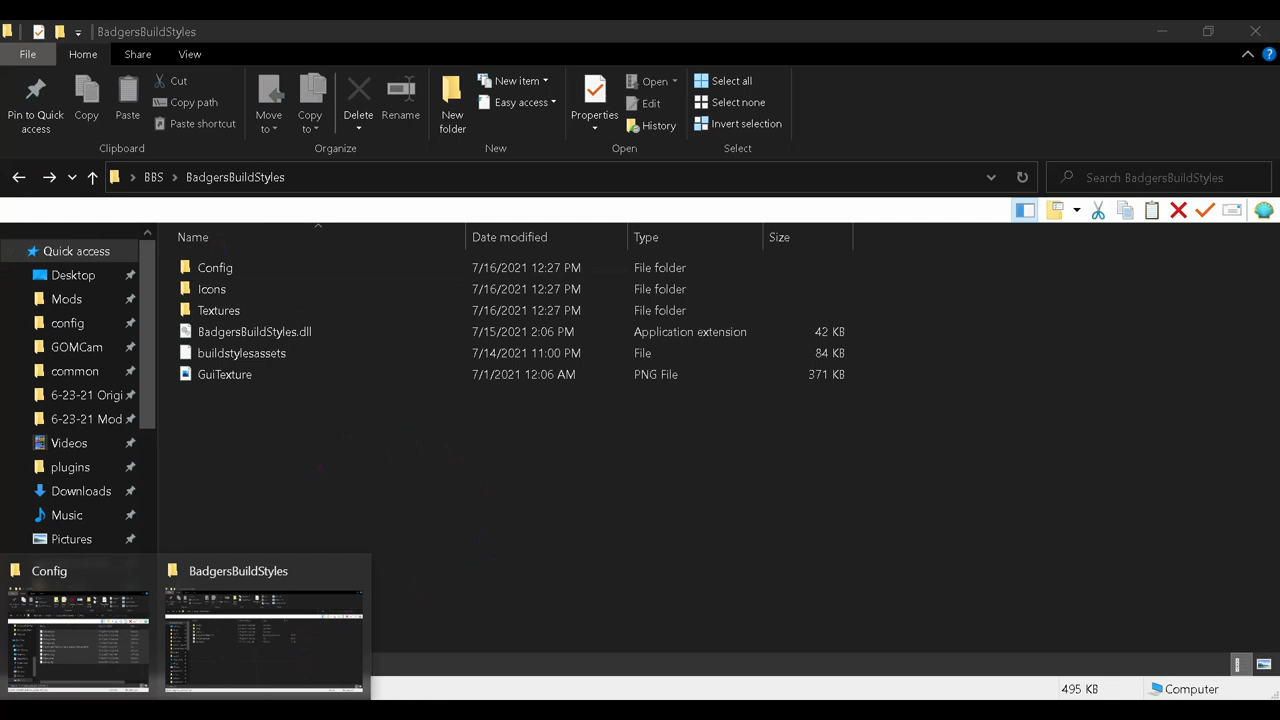 BadgersBuildStyles
File Home Share View
Pin to Quick access
Copy
Paste
Cut
Copy path
Paste shortcut
Clipboard
Move to
Copy to
Delete
Rename
Organize
New folder
New item
Easy access
New
Properties
Open
Edit
History
Open
Select all
Select none
Invert selection
Select
BBS BadgersBuildStyles
Search BadgersBuildStyles
Name Date modified Type Size
Quick access
Desktop
Mods
config
GOMCam
common
6-23-21 Origi
6-23-21 Mod
Videos
plugins
Downloads
Music
Pictures
Config 7/16/2021 12:27 PM File folder
Icons 7/16/2021 12:27 PM File folder
Textures 7/16/2021 12:27 PM File folder
BadgersBuildStyles.dll 7/15/2021 2:06 PM Application extension 42 KB
buildstylesassets 7/14/2021 11:00 PM File 84 KB
GuiTexture 7/1/2021 12:06 AM PNG File 371 KB
Config
BadgersBuildStyles
495 KB Computer